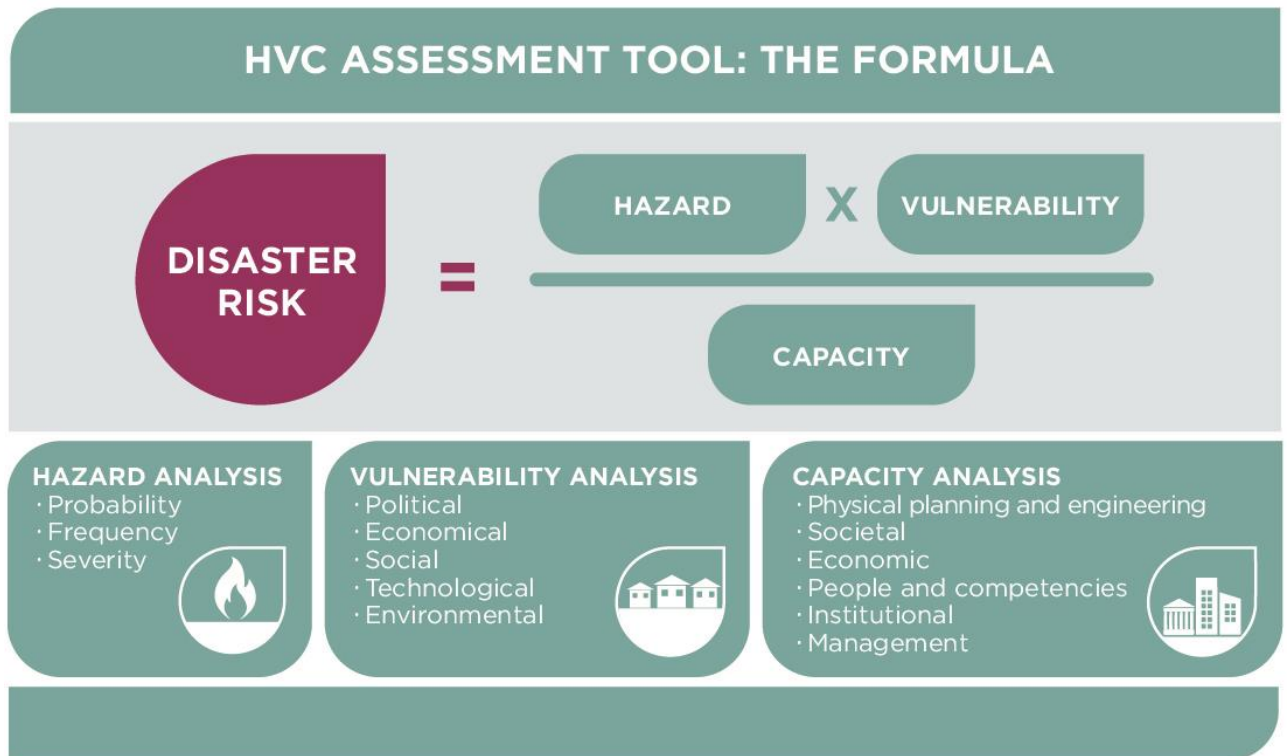 HVC ASSESSMENT TOOL: THE FORMULA
DISASTER
RISK
=
HAZARD X VULNERABILITY
CAPACITY
HAZARD ANALYSIS
· Probability
· Frequency
· Severity
VULNERABILITY ANALYSIS
· Political
· Economical
· Social
· Technological
· Environmental
CAPACITY ANALYSIS
· Physical planning and engineering
· Societal
· Economic
· People and competencies
· Institutional
· Management